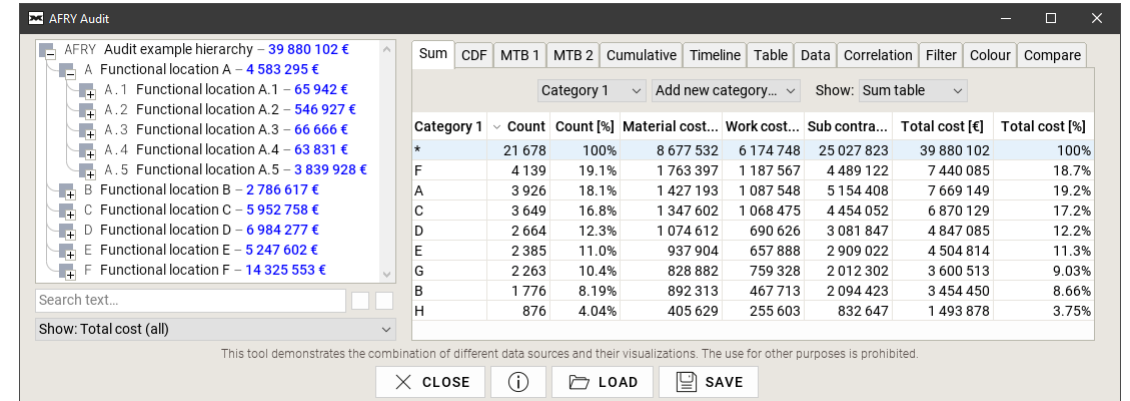 AFRY Audit
AFRY Audit example hierarchy – 39 880 102 €
A Functional location A – 4 583 295 €
A.1 Functional location A.1 – 65 942 €
A.2 Functional location A.2 – 546 927 €
A.3 Functional location A.3 – 66 666 €
A.4 Functional location A.4 – 63 831 €
A.5 Functional location A.5 – 3 839 928 €
B Functional location B – 2 786 617 €
C Functional location C – 5 952 758 €
D Functional location D – 6 984 277 €
E Functional location E – 5 247 602 €
F Functional location F – 14 325 553 €
Search text...
Show: Total cost (all)
Sum CDF MTB 1 MTB 2 Cumulative Timeline Table Data Correlation Filter Colour Compare
Category 1 Add new category... Show: Sum table
Category 1 Count Count [%] Material cost... Work cost... Sub contra... Total cost [€] Total cost [%]
* 21 678 100% 8 677 532 6 174 748 25 027 823 39 880 102 100%
F 4 139 19.1% 1 763 397 1 187 567 4 489 122 7 440 085 18.7%
A 3 926 18.1% 1 427 193 1 087 548 5 154 408 7 669 149 19.2%
C 3 649 16.8% 1 347 602 1 068 475 4 454 052 6 870 129 17.2%
D 2 664 12.3% 1 074 612 690 626 3 081 847 4 847 085 12.2%
E 2 385 11.0% 937 904 657 888 2 909 022 4 504 814 11.3%
G 2 263 10.4% 828 882 759 328 2 012 302 3 600 513 9.03%
B 1 776 8.19% 892 313 467 713 2 094 423 3 454 450 8.66%
H 876 4.04% 405 629 255 603 832 647 1 493 878 3.75%
This tool demonstrates the combination of different data sources and their visualizations. The use for other purposes is prohibited.
CLOSE LOAD SAVE